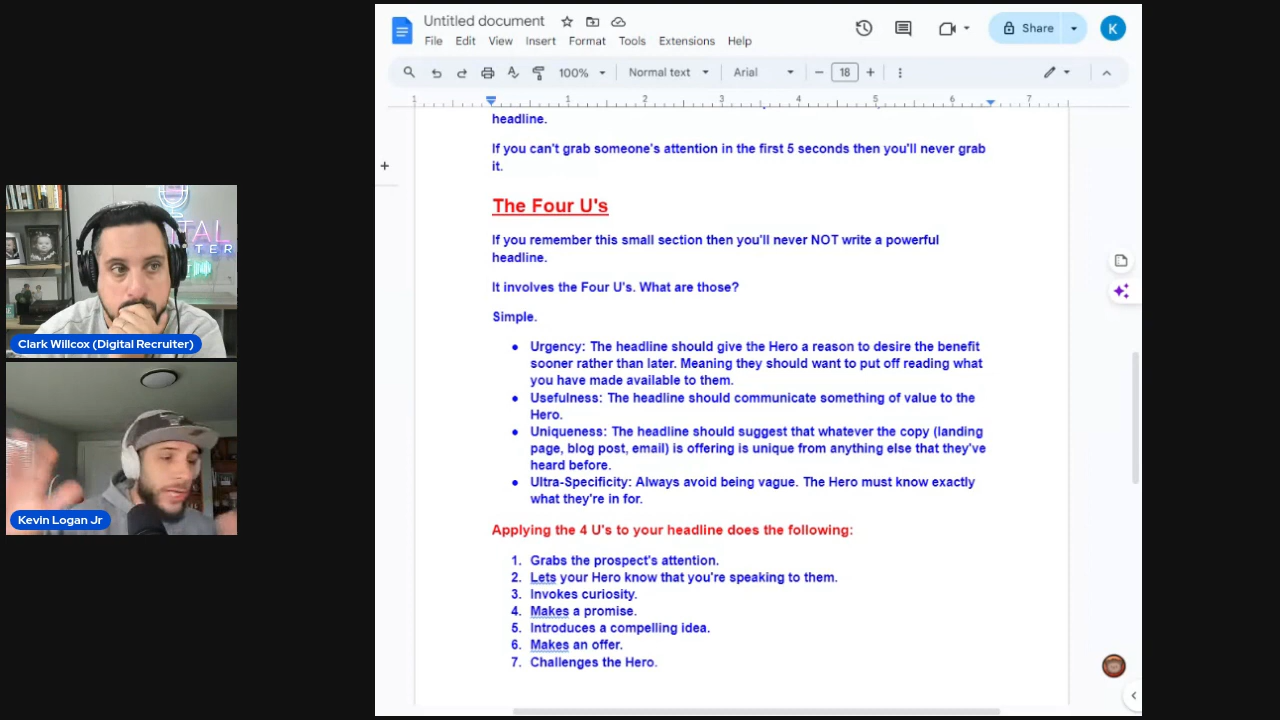 Untitled document
File Edit View Insert Format Tools Extensions Help
Share
K
100% Normal text Arial 18
1 1 2 3 4 5 6 7
headline.
If you can't grab someone's attention in the first 5 seconds then you'll never grab
it.
The Four U's
If you remember this small section then you'll never NOT write a powerful
headline.
It involves the Four U's. What are those?
Simple.
● Urgency: The headline should give the Hero a reason to desire the benefit
sooner rather than later. Meaning they should want to put off reading what
you have made available to them.
● Usefulness: The headline should communicate something of value to the
Hero.
● Uniqueness: The headline should suggest that whatever the copy (landing
page, blog post, email) is offering is unique from anything else that they've
heard before.
● Ultra-Specificity: Always avoid being vague. The Hero must know exactly
what they're in for.
Applying the 4 U's to your headline does the following:
1. Grabs the prospect's attention.
2. Lets your Hero know that you're speaking to them.
3. Invokes curiosity.
4. Makes a promise.
5. Introduces a compelling idea.
6. Makes an offer.
7. Challenges the Hero.
Clark Willcox (Digital Recruiter)
Kevin Logan Jr